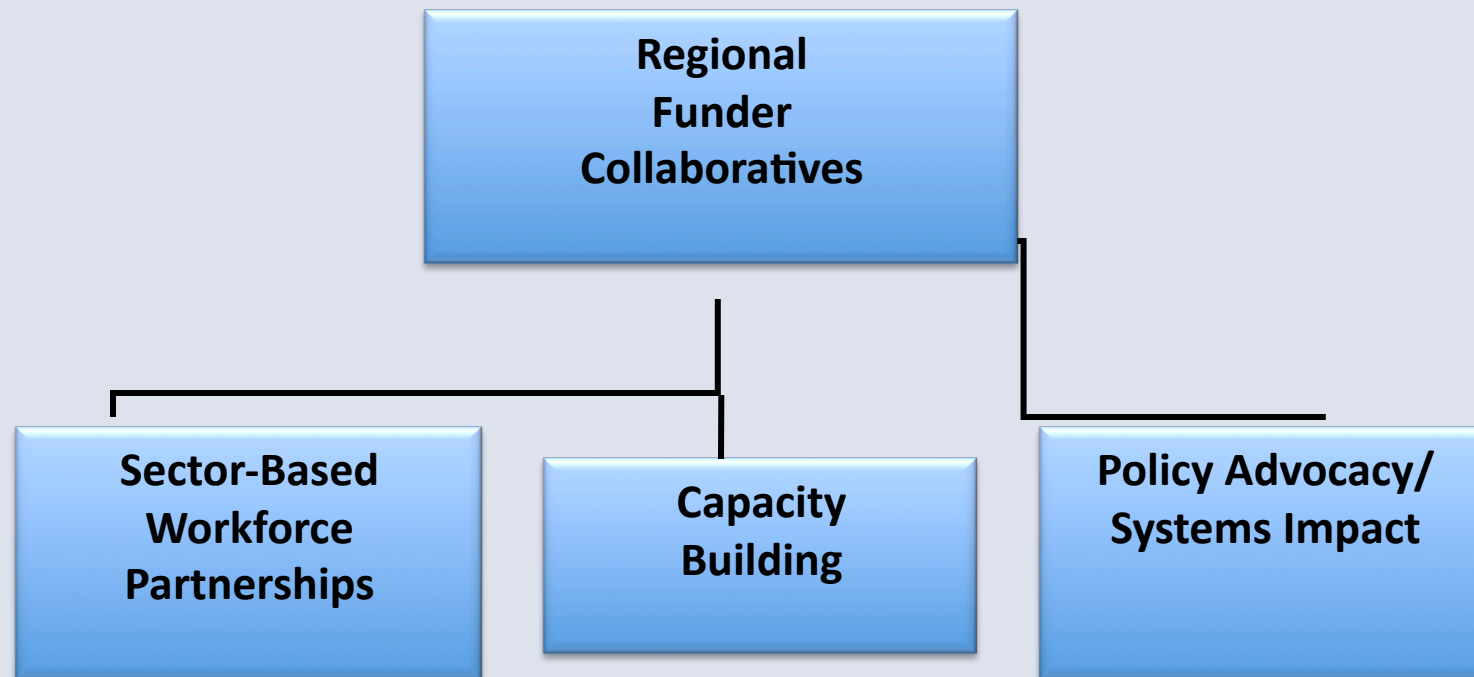 Regional
Funder
Collaboratives
Sector-Based
Workforce
Partnerships
Capacity
Building
Policy Advocacy/
Systems Impact